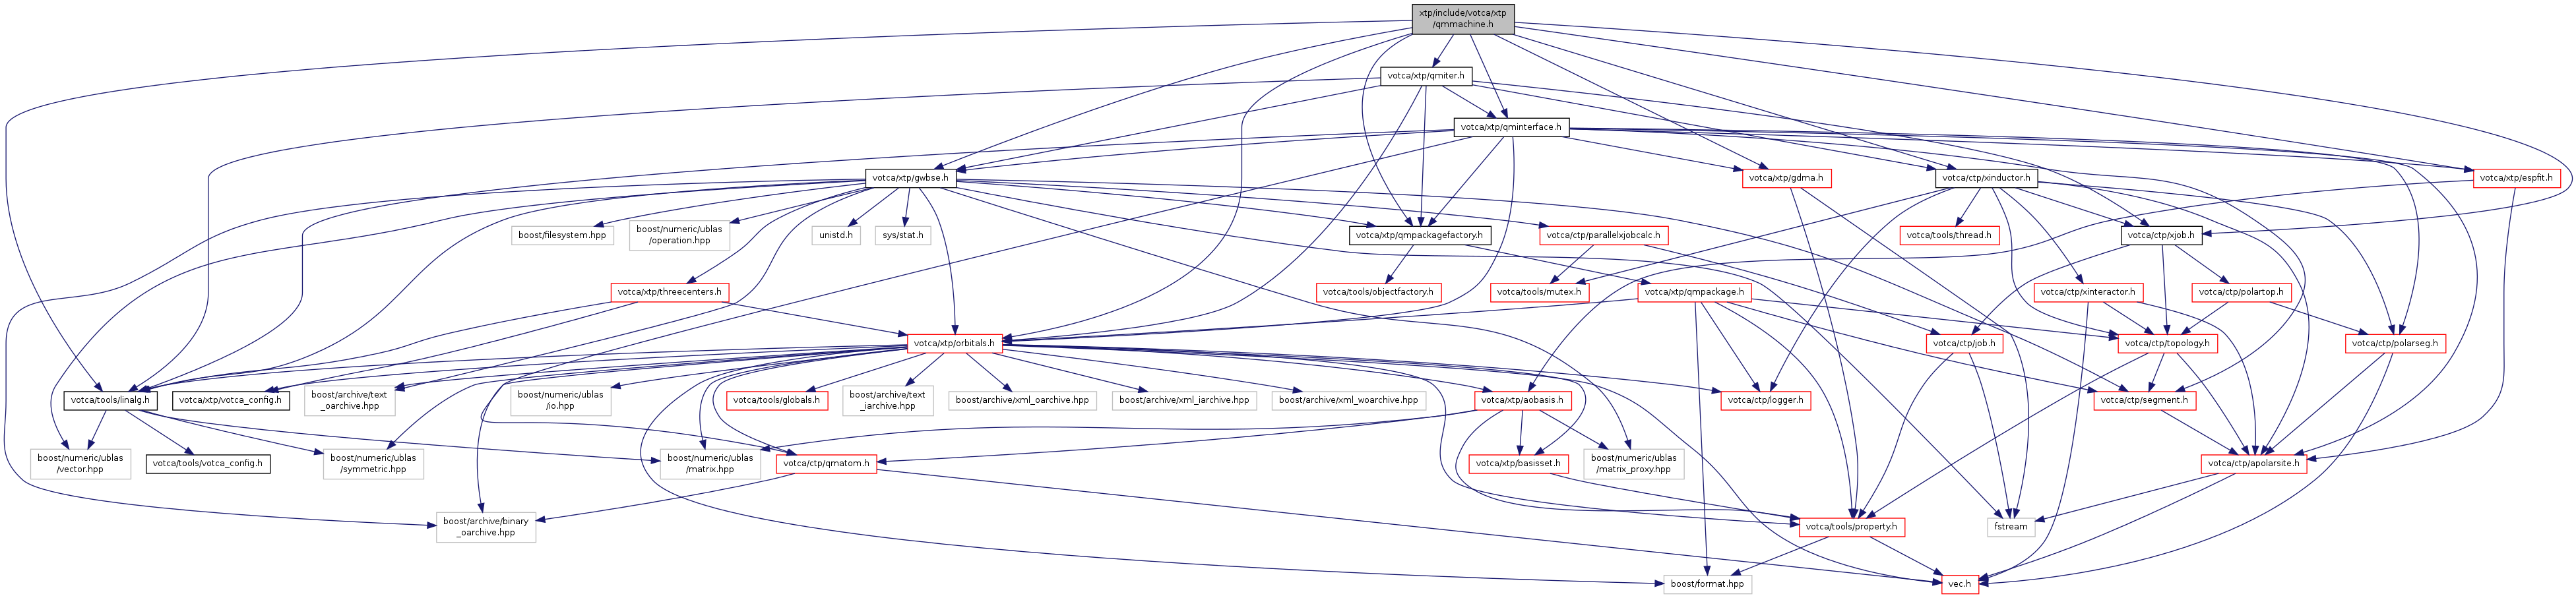 xtp/include/votca/xtp
/qmmachine.h
votca/xtp/qmiter.h
votca/xtp/qminterface.h
votca/xtp/gwbse.h
votca/xtp/gdma.h
votca/ctp/xinductor.h
votca/xtp/espfit.h
boost/filesystem.hpp
boost/numeric/ublas
/operation.hpp
unistd.h
sys/stat.h
votca/xtp/qmpackagefactory.h
votca/ctp/parallelxjobcalc.h
votca/tools/thread.h
votca/ctp/xjob.h
votca/xtp/threecenters.h
votca/tools/objectfactory.h
votca/tools/mutex.h
votca/xtp/qmpackage.h
votca/ctp/xinteractor.h
votca/ctp/polartop.h
votca/xtp/orbitals.h
votca/ctp/job.h
votca/ctp/topology.h
votca/ctp/polarseg.h
votca/tools/linalg.h
votca/xtp/votca_config.h
boost/archive/text
_oarchive.hpp
boost/numeric/ublas
/io.hpp
votca/tools/globals.h
boost/archive/text
_iarchive.hpp
boost/archive/xml_oarchive.hpp
boost/archive/xml_iarchive.hpp
boost/archive/xml_woarchive.hpp
votca/xtp/aobasis.h
votca/ctp/logger.h
votca/ctp/segment.h
boost/numeric/ublas
/vector.hpp
votca/tools/votca_config.h
boost/numeric/ublas
/symmetric.hpp
boost/numeric/ublas
/matrix.hpp
votca/ctp/qmatom.h
votca/xtp/basisset.h
boost/numeric/ublas
/matrix_proxy.hpp
votca/ctp/apolarsite.h
boost/archive/binary
_oarchive.hpp
votca/tools/property.h
fstream
boost/format.hpp
vec.h